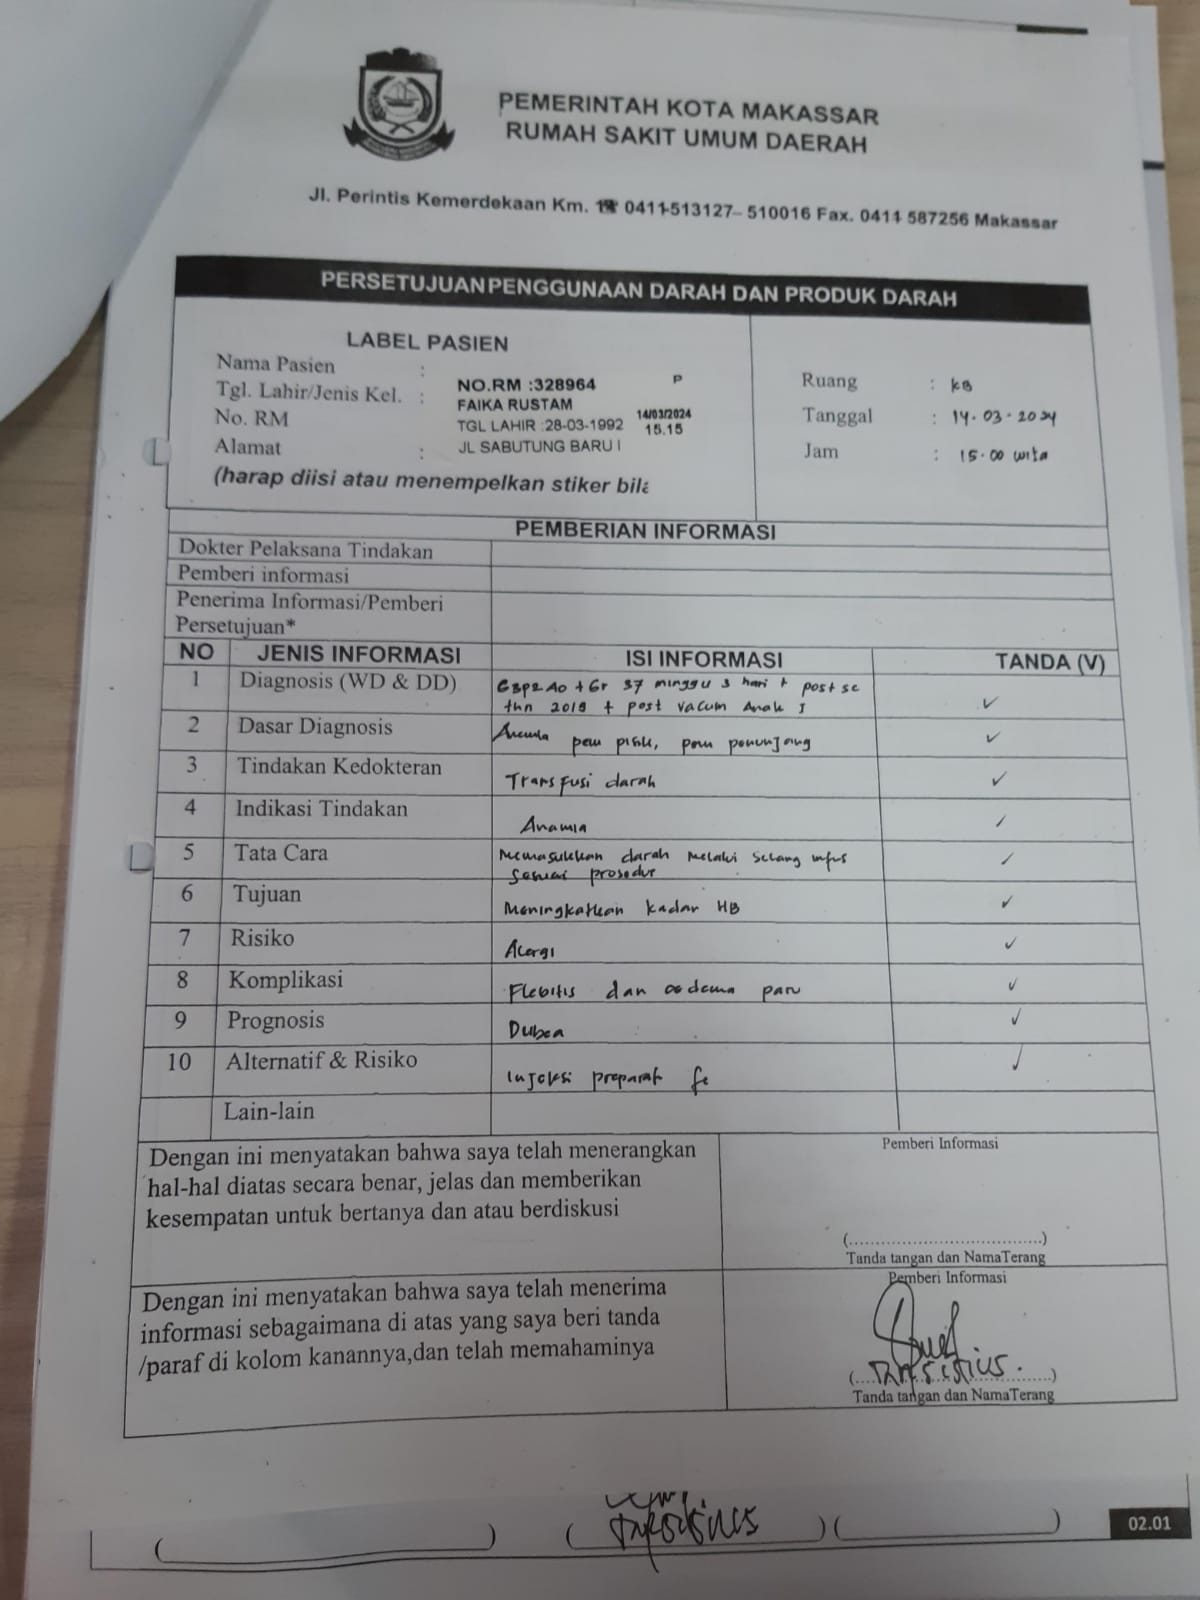 PEMERINTAH KOTA MAKASSAR
RUMAH SAKIT UMUM DAERAH
Jl. Perintis Kemerdekaan Km. 1☎ 0411-513127– 510016 Fax. 0411 587256 Makassar
PERSETUJUAN PENGGUNAAN DARAH DAN PRODUK DARAH
LABEL PASIEN
Nama Pasien :
Tgl. Lahir/Jenis Kel. :
No. RM
Alamat :
(harap diisi atau menempelkan stiker bila
NO.RM :328964 P
FAIKA RUSTAM
TGL LAHIR :28-03-1992
14/03/2024
15.15
JL SABUTUNG BARU I
Ruang : KB
Tanggal : 14-03-2024
Jam : 15.00 wita
PEMBERIAN INFORMASI
Dokter Pelaksana Tindakan
Pemberi informasi
Penerima Informasi/Pemberi
Persetujuan*
NO JENIS INFORMASI ISI INFORMASI TANDA (V)
1 Diagnosis (WD & DD) G3P2A0 + Gr 37 minggu 3 hari + post sc
thn 2019 + post vacum Anak I ✓
2 Dasar Diagnosis pem pisik, pem penunjang ✓
3 Tindakan Kedokteran Transfusi darah ✓
4 Indikasi Tindakan Anamia ✓
5 Tata Cara Memasukkan darah melalui selang infus
sesuai prosedur ✓
6 Tujuan Meningkatkan kadar HB ✓
7 Risiko Alergi ✓
8 Komplikasi Flebitis dan oedema paru ✓
9 Prognosis Dubea ✓
10 Alternatif & Risiko Injeksi preparat fe ✓
Lain-lain
Dengan ini menyatakan bahwa saya telah menerangkan
hal-hal diatas secara benar, jelas dan memberikan
kesempatan untuk bertanya dan atau berdiskusi
Pemberi Informasi
(......................................)
Tanda tangan dan NamaTerang
Dengan ini menyatakan bahwa saya telah menerima
informasi sebagaimana di atas yang saya beri tanda
/paraf di kolom kanannya,dan telah memahaminya
Pemberi Informasi
Tanda tangan dan NamaTerang
02.01